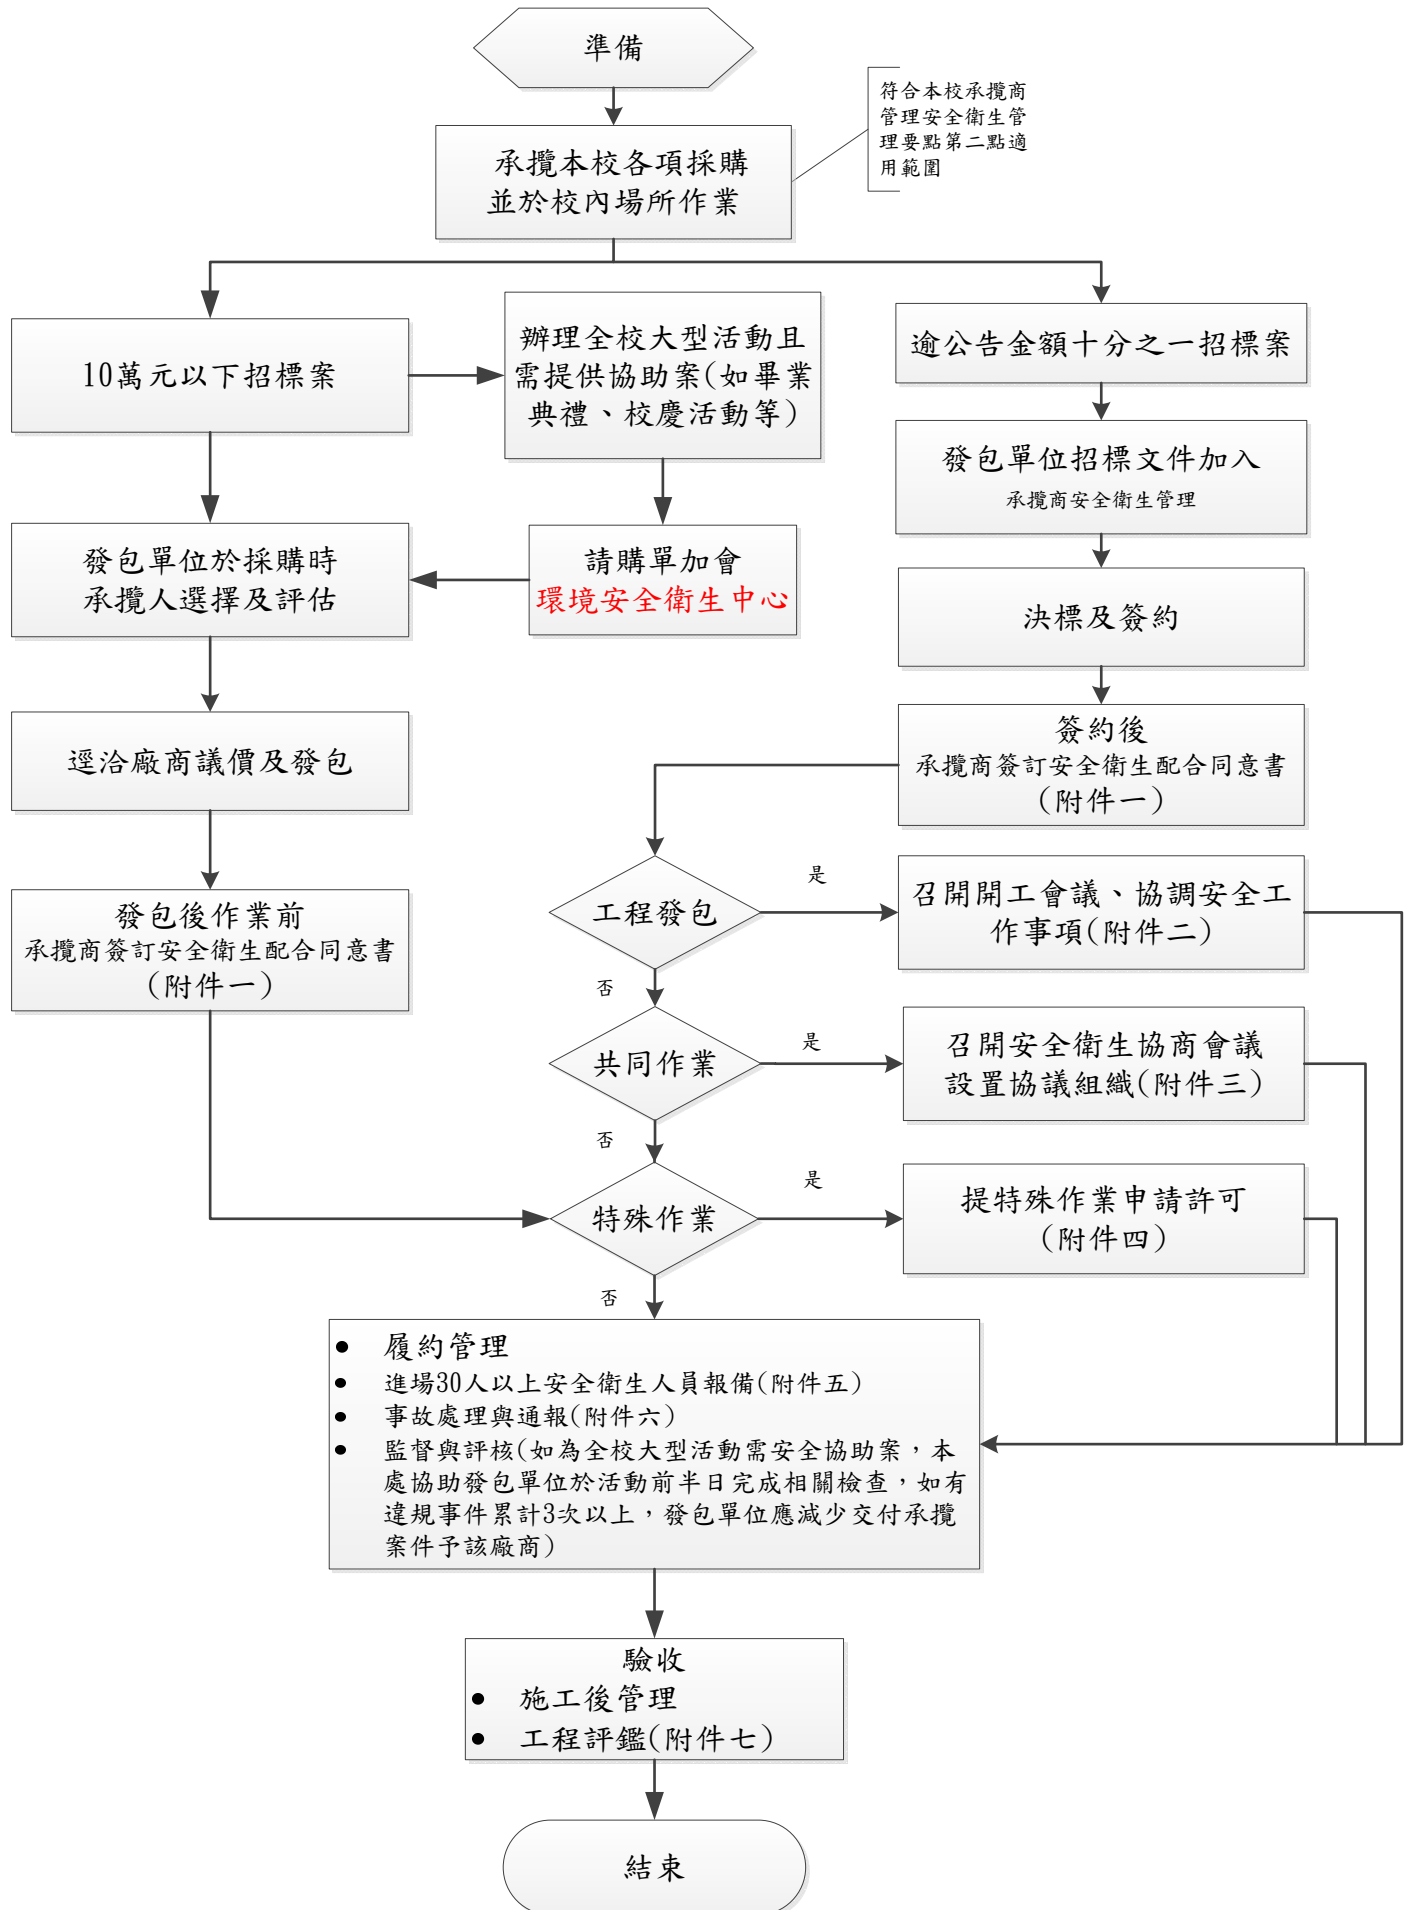 準備
符合本校承攬商
管理安全衛生管
理要點第二點適
用範圍
承攬本校各項採購
並於校內場所作業
10萬元以下招標案
辦理全校大型活動且
需提供協助案(如畢業
典禮、校慶活動等)
逾公告金額十分之一招標案
發包單位招標文件加入
承攬商安全衛生管理
發包單位於採購時
承攬人選擇及評估
請購單加會
環境安全衛生中心
決標及簽約
逕洽廠商議價及發包
簽約後
承攬商簽訂安全衛生配合同意書
(附件一)
發包後作業前
承攬商簽訂安全衛生配合同意書
(附件一)
工程發包
是
召開開工會議、協調安全工
作事項(附件二)
否
共同作業
是
召開安全衛生協商會議
設置協議組織(附件三)
否
特殊作業
是
提特殊作業申請許可
(附件四)
否
● 履約管理
● 進場30人以上安全衛生人員報備(附件五)
● 事故處理與通報(附件六)
● 監督與評核(如為全校大型活動需安全協助案，本
處協助發包單位於活動前半日完成相關檢查，如有
違規事件累計3次以上，發包單位應減少交付承攬
案件予該廠商)
驗收
● 施工後管理
● 工程評鑑(附件七)
結束